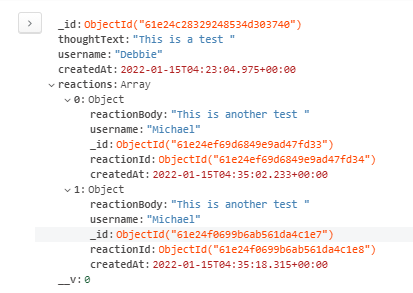 _id: ObjectId("61e24c28329248534d303740")
thoughtText: "This is a test "
username: "Debbie"
createdAt: 2022-01-15T04:23:04.975+00:00
reactions: Array
0: Object
reactionBody: "This is another test "
username: "Michael"
_id: ObjectId("61e24ef69d6849e9ad47fd33")
reactionId: ObjectId("61e24ef69d6849e9ad47fd34")
createdAt: 2022-01-15T04:35:02.233+00:00
1: Object
reactionBody: "This is another test "
username: "Michael"
_id: ObjectId("61e24f0699b6ab561da4c1e7")
reactionId: ObjectId("61e24f0699b6ab561da4c1e8")
createdAt: 2022-01-15T04:35:18.315+00:00
__v: 0